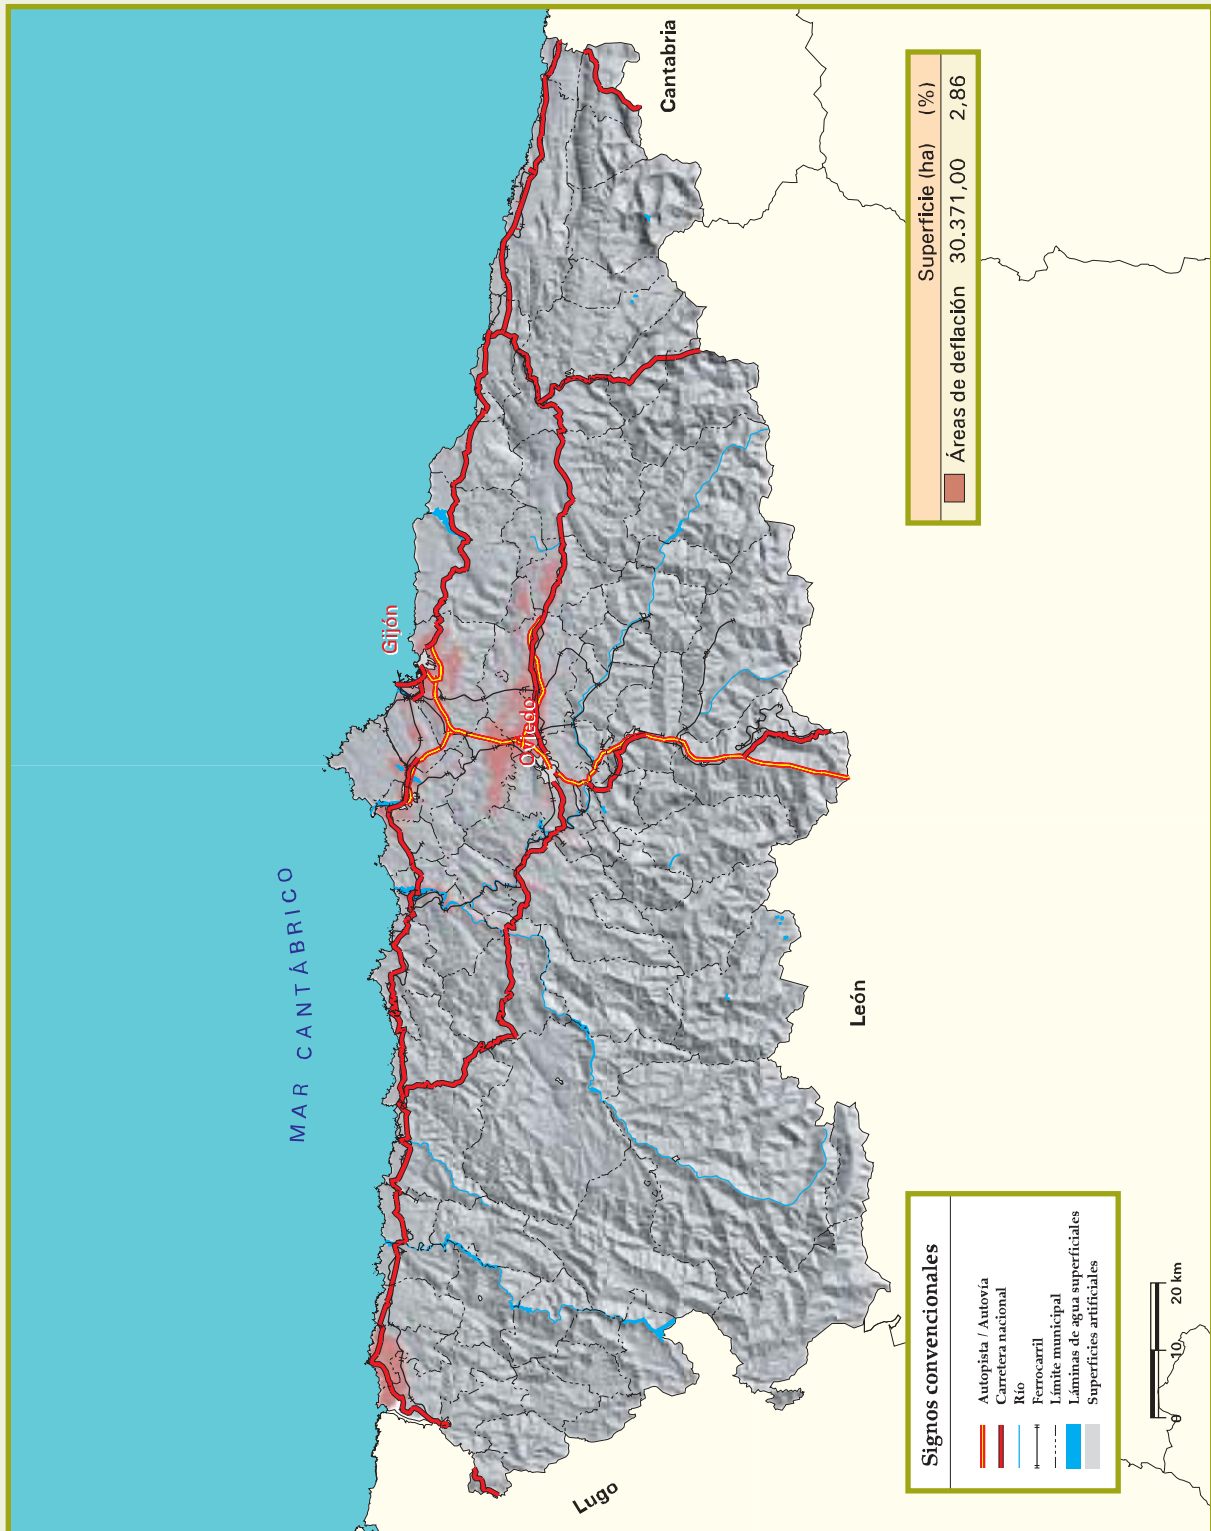 MAR CANTÁBRICO
Gijón
Oviedo
Cantabria
León
Lugo
Superficie (ha) (%)
Áreas de deflación 30.371,00 2,86
Signos convencionales
Autopista / Autovía
Carretera nacional
Río
Ferrocarril
Límite municipal
Láminas de agua superficiales
Superficies artificiales
0 10 20 km